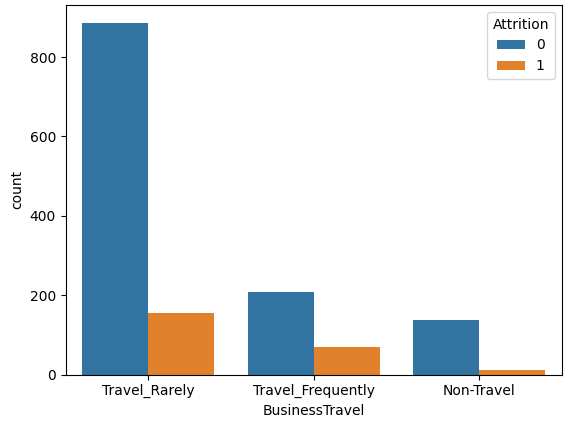 Attrition
0
1
800
600
400
200
0
count
Travel_Rarely Travel_Frequently Non-Travel
BusinessTravel